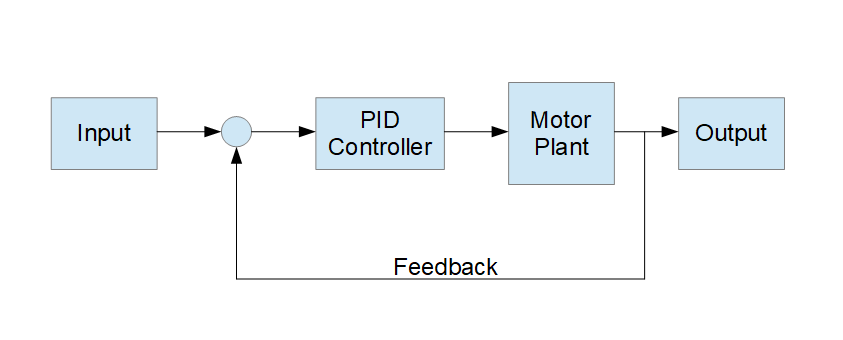 Input
PID
Controller
Motor
Plant
Output
Feedback